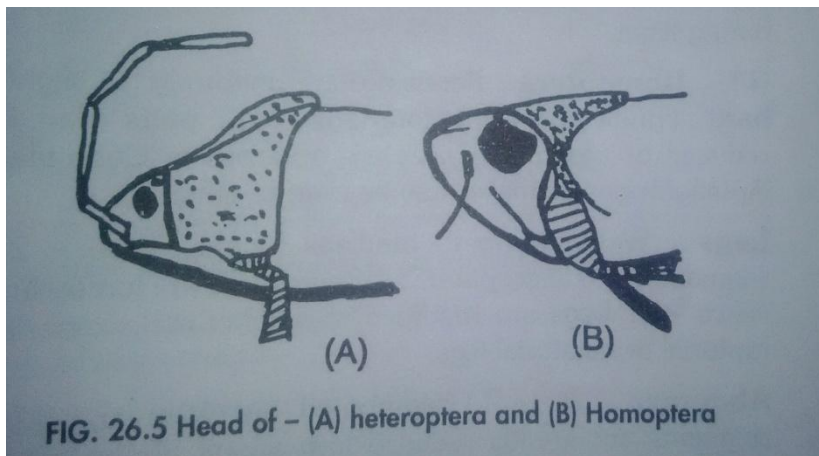 (A)
(B)
FIG. 26.5 Head of – (A) heteroptera and (B) Homoptera